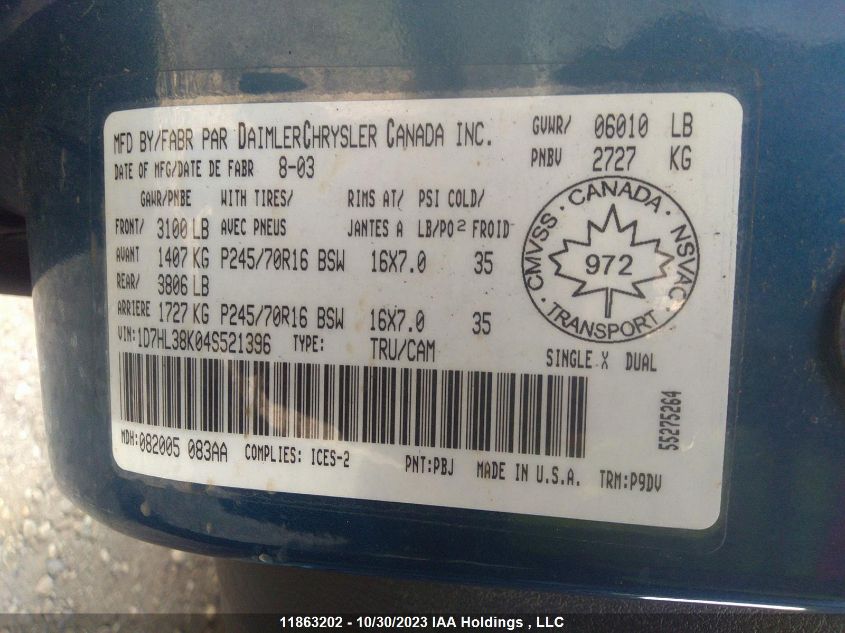 MFD BY/FABR PAR DAIMLERCHRYSLER CANADA INC. GVWR/ 06010 LB
DATE OF MFG/DATE DE FABR 8-03 PNBV 2727 KG
GAWR/PNBE WITH TIRES/ RIMS AT/ PSI COLD/
FRONT/ 3100 LB AVEC PNEUS JANTES A LB/PO2 FROID
AVANT 1407 KG P245/70R16 BSW 16X7.0 35
REAR/ 3806 LB
ARRIERE 1727 KG P245/70R16 BSW 16X7.0 35
CANADA · NSVAC · TRANSPORT · CMVSS ·
972
VIN:1D7HL38K04S521396 TYPE: TRU/CAM SINGLE X DUAL
55275264
MDH:082005 083AA COMPLIES: ICES-2 PNT:PBJ MADE IN U.S.A. TRM:P9DV
11863202 - 10/30/2023 IAA Holdings , LLC